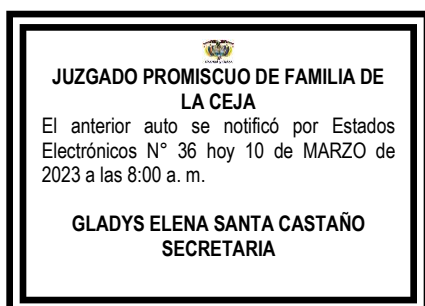 JUZGADO PROMISCUO DE FAMILIA DE
LA CEJA
El anterior auto se notificó por Estados
Electrónicos N° 36 hoy 10 de MARZO de
2023 a las 8:00 a. m.
GLADYS ELENA SANTA CASTAÑO
SECRETARIA